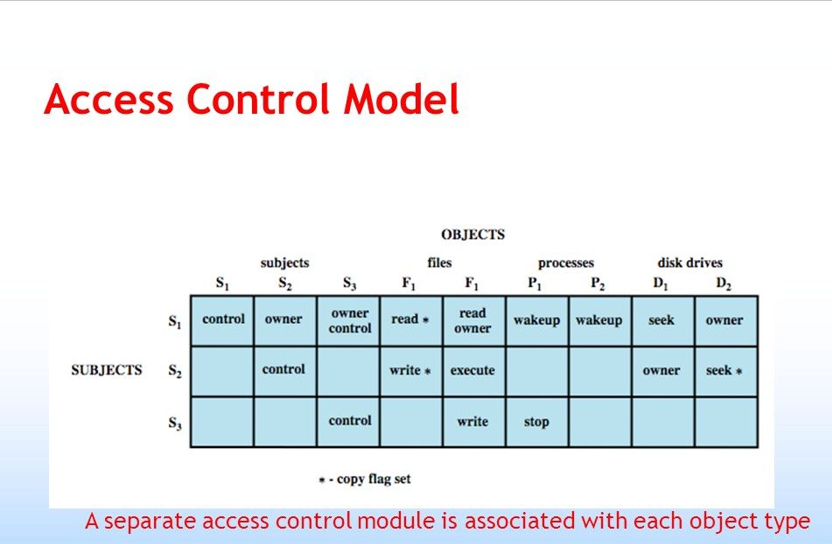 Access Control Model
OBJECTS
subjects files processes disk drives
S₁ S₂ S₃ F₁ F₁ P₁ P₂ D₁ D₂
S₁ control owner owner control read * read owner wakeup wakeup seek owner
SUBJECTS S₂ control write * execute owner seek *
S₃ control write stop
* - copy flag set
A separate access control module is associated with each object type